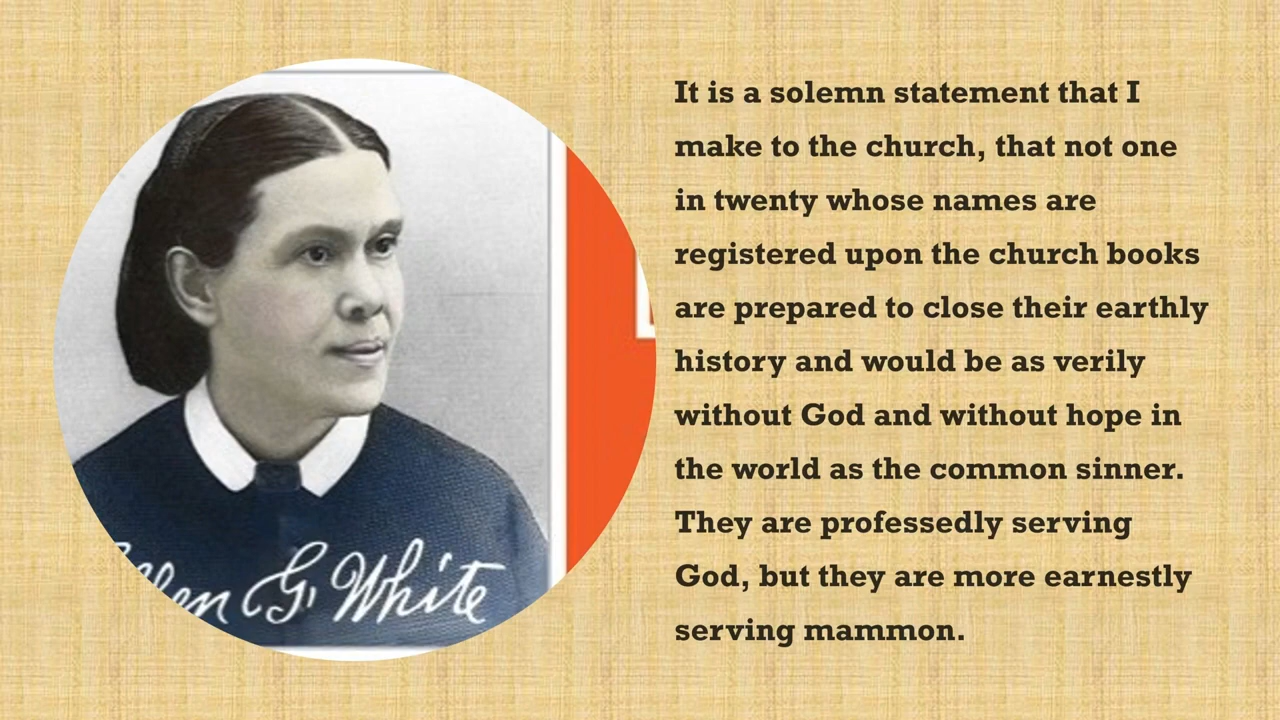 It is a solemn statement that I
make to the church, that not one
in twenty whose names are
registered upon the church books
are prepared to close their earthly
history and would be as verily
without God and without hope in
the world as the common sinner.
They are professedly serving
God, but they are more earnestly
serving mammon.
G. White